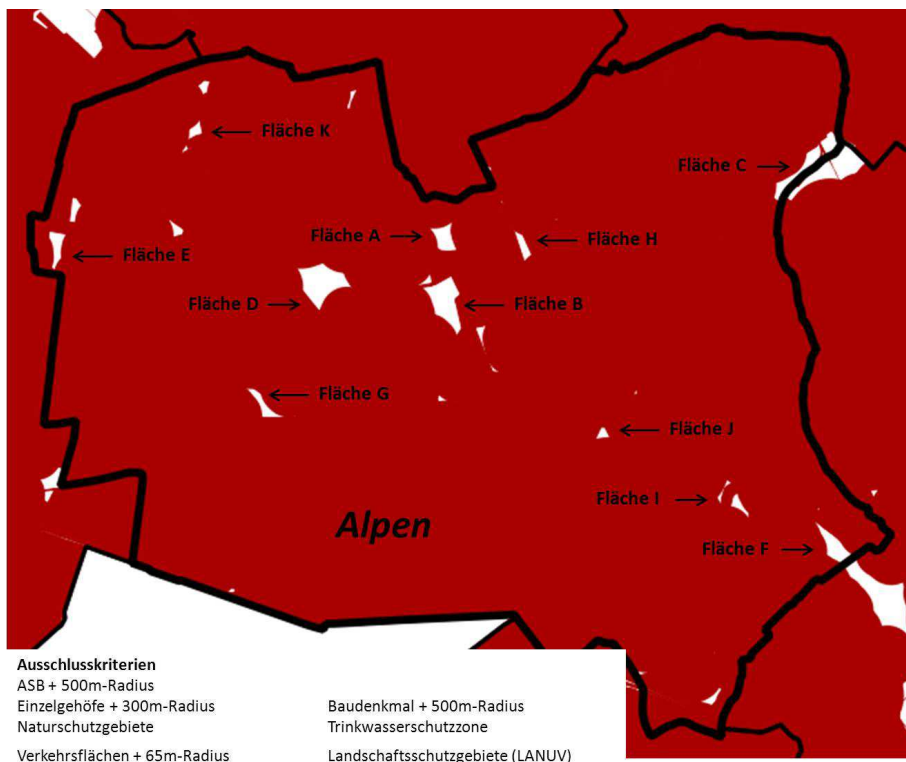 Fläche K
Fläche C
Fläche A
Fläche H
Fläche E
Fläche D
Fläche B
Fläche G
Fläche J
Fläche I
Alpen
Fläche F
Ausschlusskriterien
ASB + 500m-Radius
Einzelgehöfe + 300m-Radius
Baudenkmal + 500m-Radius
Naturschutzgebiete
Trinkwasserschutzzone
Verkehrsflächen + 65m-Radius
Landschaftsschutzgebiete (LANUV)